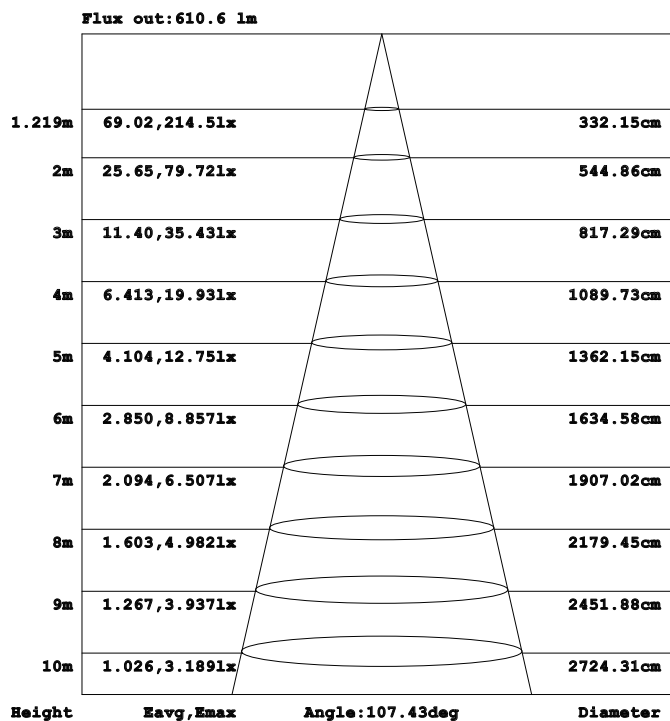 Flux out:610.6 lm
1.219m 69.02,214.5lx 332.15cm
2m 25.65,79.72lx 544.86cm
3m 11.40,35.43lx 817.29cm
4m 6.413,19.93lx 1089.73cm
5m 4.104,12.75lx 1362.15cm
6m 2.850,8.857lx 1634.58cm
7m 2.094,6.507lx 1907.02cm
8m 1.603,4.982lx 2179.45cm
9m 1.267,3.937lx 2451.88cm
10m 1.026,3.189lx 2724.31cm
Height Eavg,Emax Angle:107.43deg Diameter